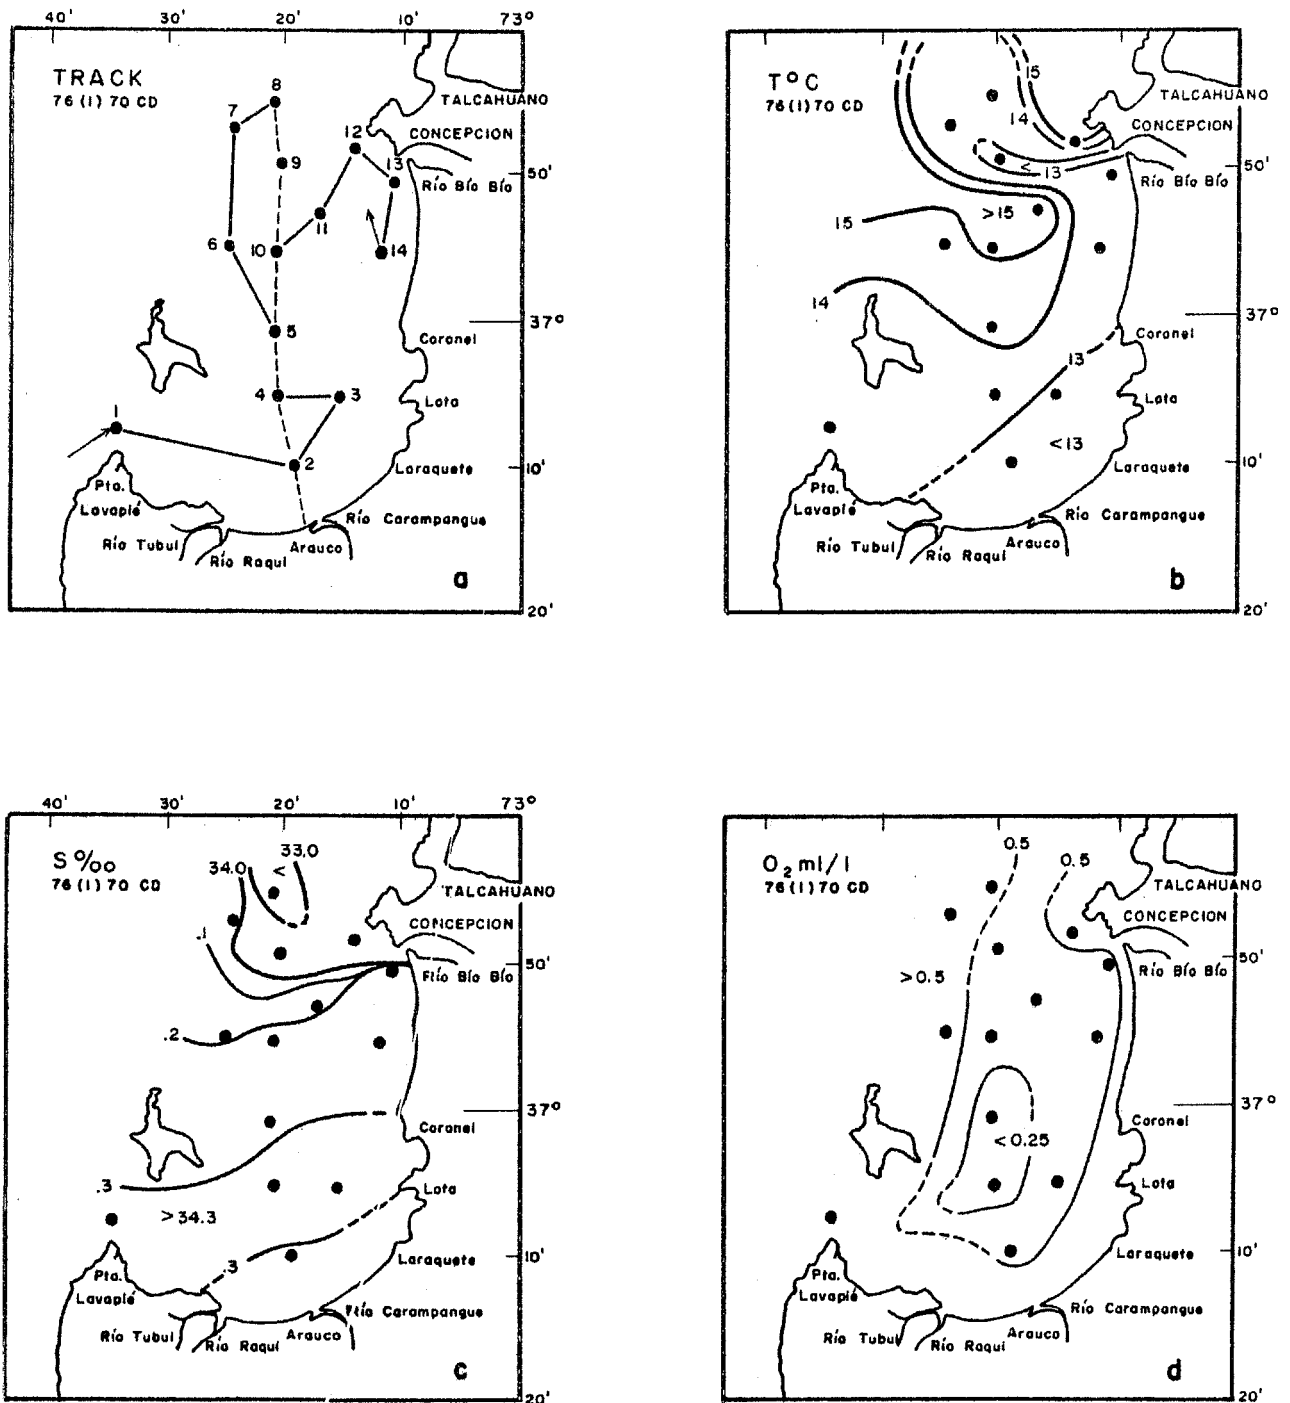 40' 30' 20' 10' 73°
TRACK
76 (1) 70 CD
8
7
TALCAHUANO
12
CONCEPCION
13
9
50'
Río Bío Bío
11
6
10
14
37°
5
Coronel
4
3
Lota
1
2
Laraquete
10'
Pta.
Lavapié
Río Carampangue
Río Tubul
Arauco
Río Raqui
a
20'
T°C
76 (1) 70 CD
15
TALCAHUANO
14
CONCEPCION
50'
< 13
Río Bío Bío
>15
15
14
37°
Coronel
13
Lota
<13
Laraquete
10'
Pta.
Lavapié
Río Carampangue
Río Tubul
Arauco
Río Raqui
b
20'
40' 30' 20' 10' 73°
S‰
76 (1) 70 CD
34.0
33.0
<
TALCAHUANO
CONCEPCION
.1
50'
Río Bío Bío
.2
37°
Coronel
.3
Lota
>34.3
10'
.3
Laraquete
Pta.
Lavapié
Río Carampangue
Río Tubul
Arauco
Río Raqui
c
20'
O₂ ml/l
76 (1) 70 CD
0.5
0.5
TALCAHUANO
CONCEPCION
50'
Río Bío Bío
>0.5
37°
Coronel
<0.25
Lota
10'
Laraquete
Pta.
Lavapié
Río Carampangue
Río Tubul
Arauco
Río Raqui
d
20'